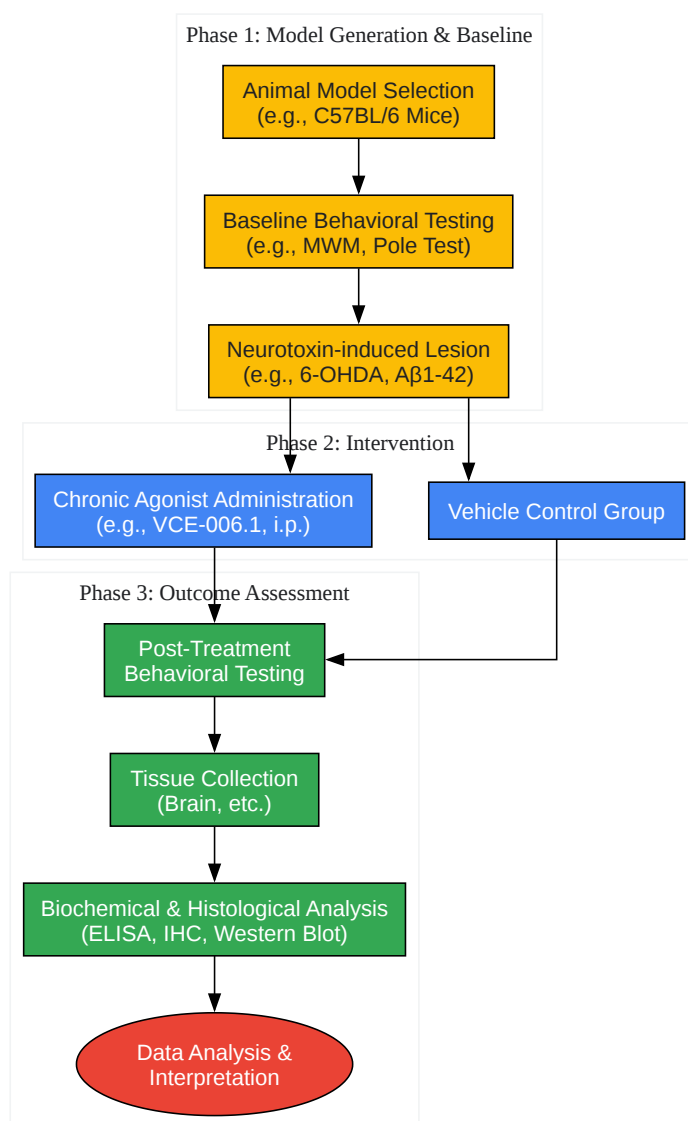 Phase 1: Model Generation & Baseline
Animal Model Selection
(e.g., C57BL/6 Mice)
Baseline Behavioral Testing
(e.g., MWM, Pole Test)
Neurotoxin-induced Lesion
(e.g., 6-OHDA, Aβ1-42)
Phase 2: Intervention
Chronic Agonist Administration
(e.g., VCE-006.1, i.p.)
Vehicle Control Group
Phase 3: Outcome Assessment
Post-Treatment
Behavioral Testing
Tissue Collection
(Brain, etc.)
Biochemical & Histological Analysis
(ELISA, IHC, Western Blot)
Data Analysis &
Interpretation